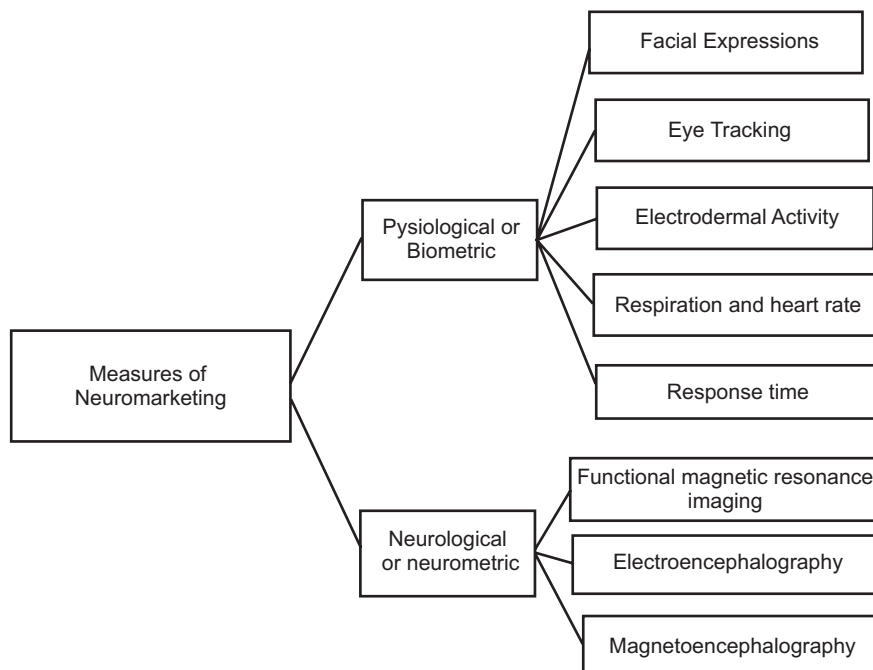 Facial Expressions
Eye Tracking
Pysiological or
Biometric
Electrodermal Activity
Respiration and heart rate
Measures of
Neuromarketing
Response time
Functional magnetic resonance
imaging
Neurological
or neurometric
Electroencephalography
Magnetoencephalography